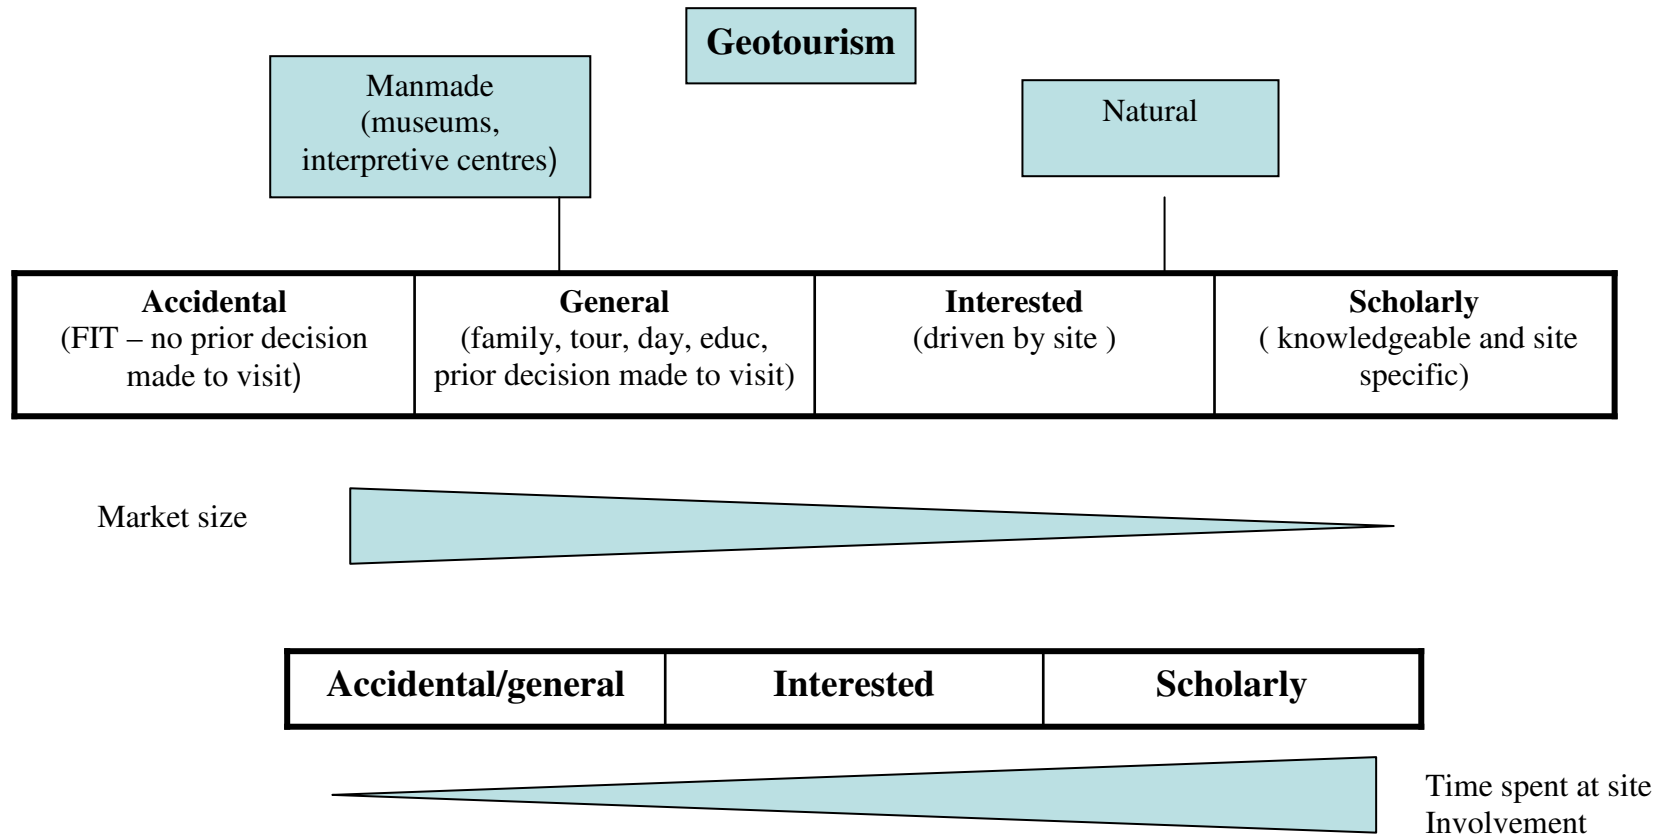 Geotourism
Manmade
(museums,
interpretive centres)
Natural
Accidental
(FIT – no prior decision
made to visit)
General
(family, tour, day, educ,
prior decision made to visit)
Interested
(driven by site )
Scholarly
( knowledgeable and site
specific)
Market size
Accidental/general
Interested
Scholarly
Time spent at site
Involvement